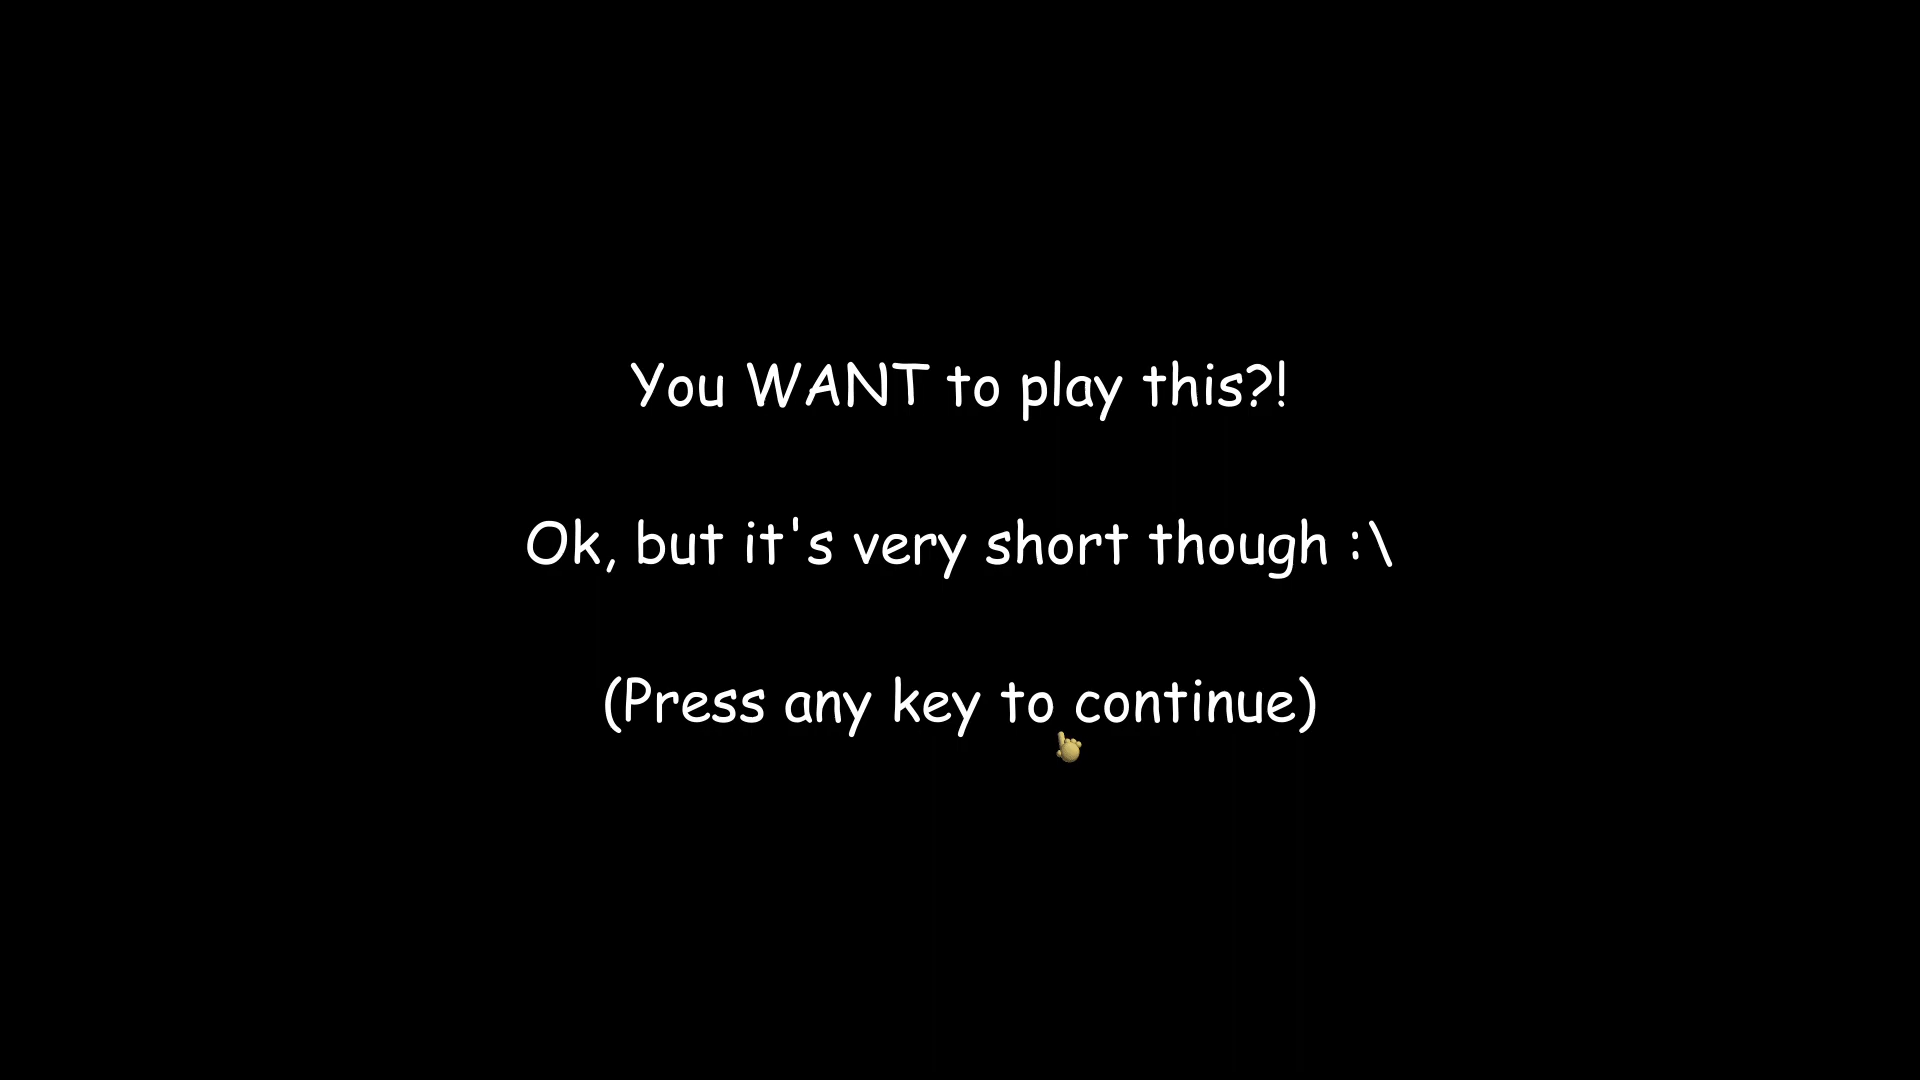 You WANT to play this?!
Ok, but it's very short though :\
(Press any key to continue)